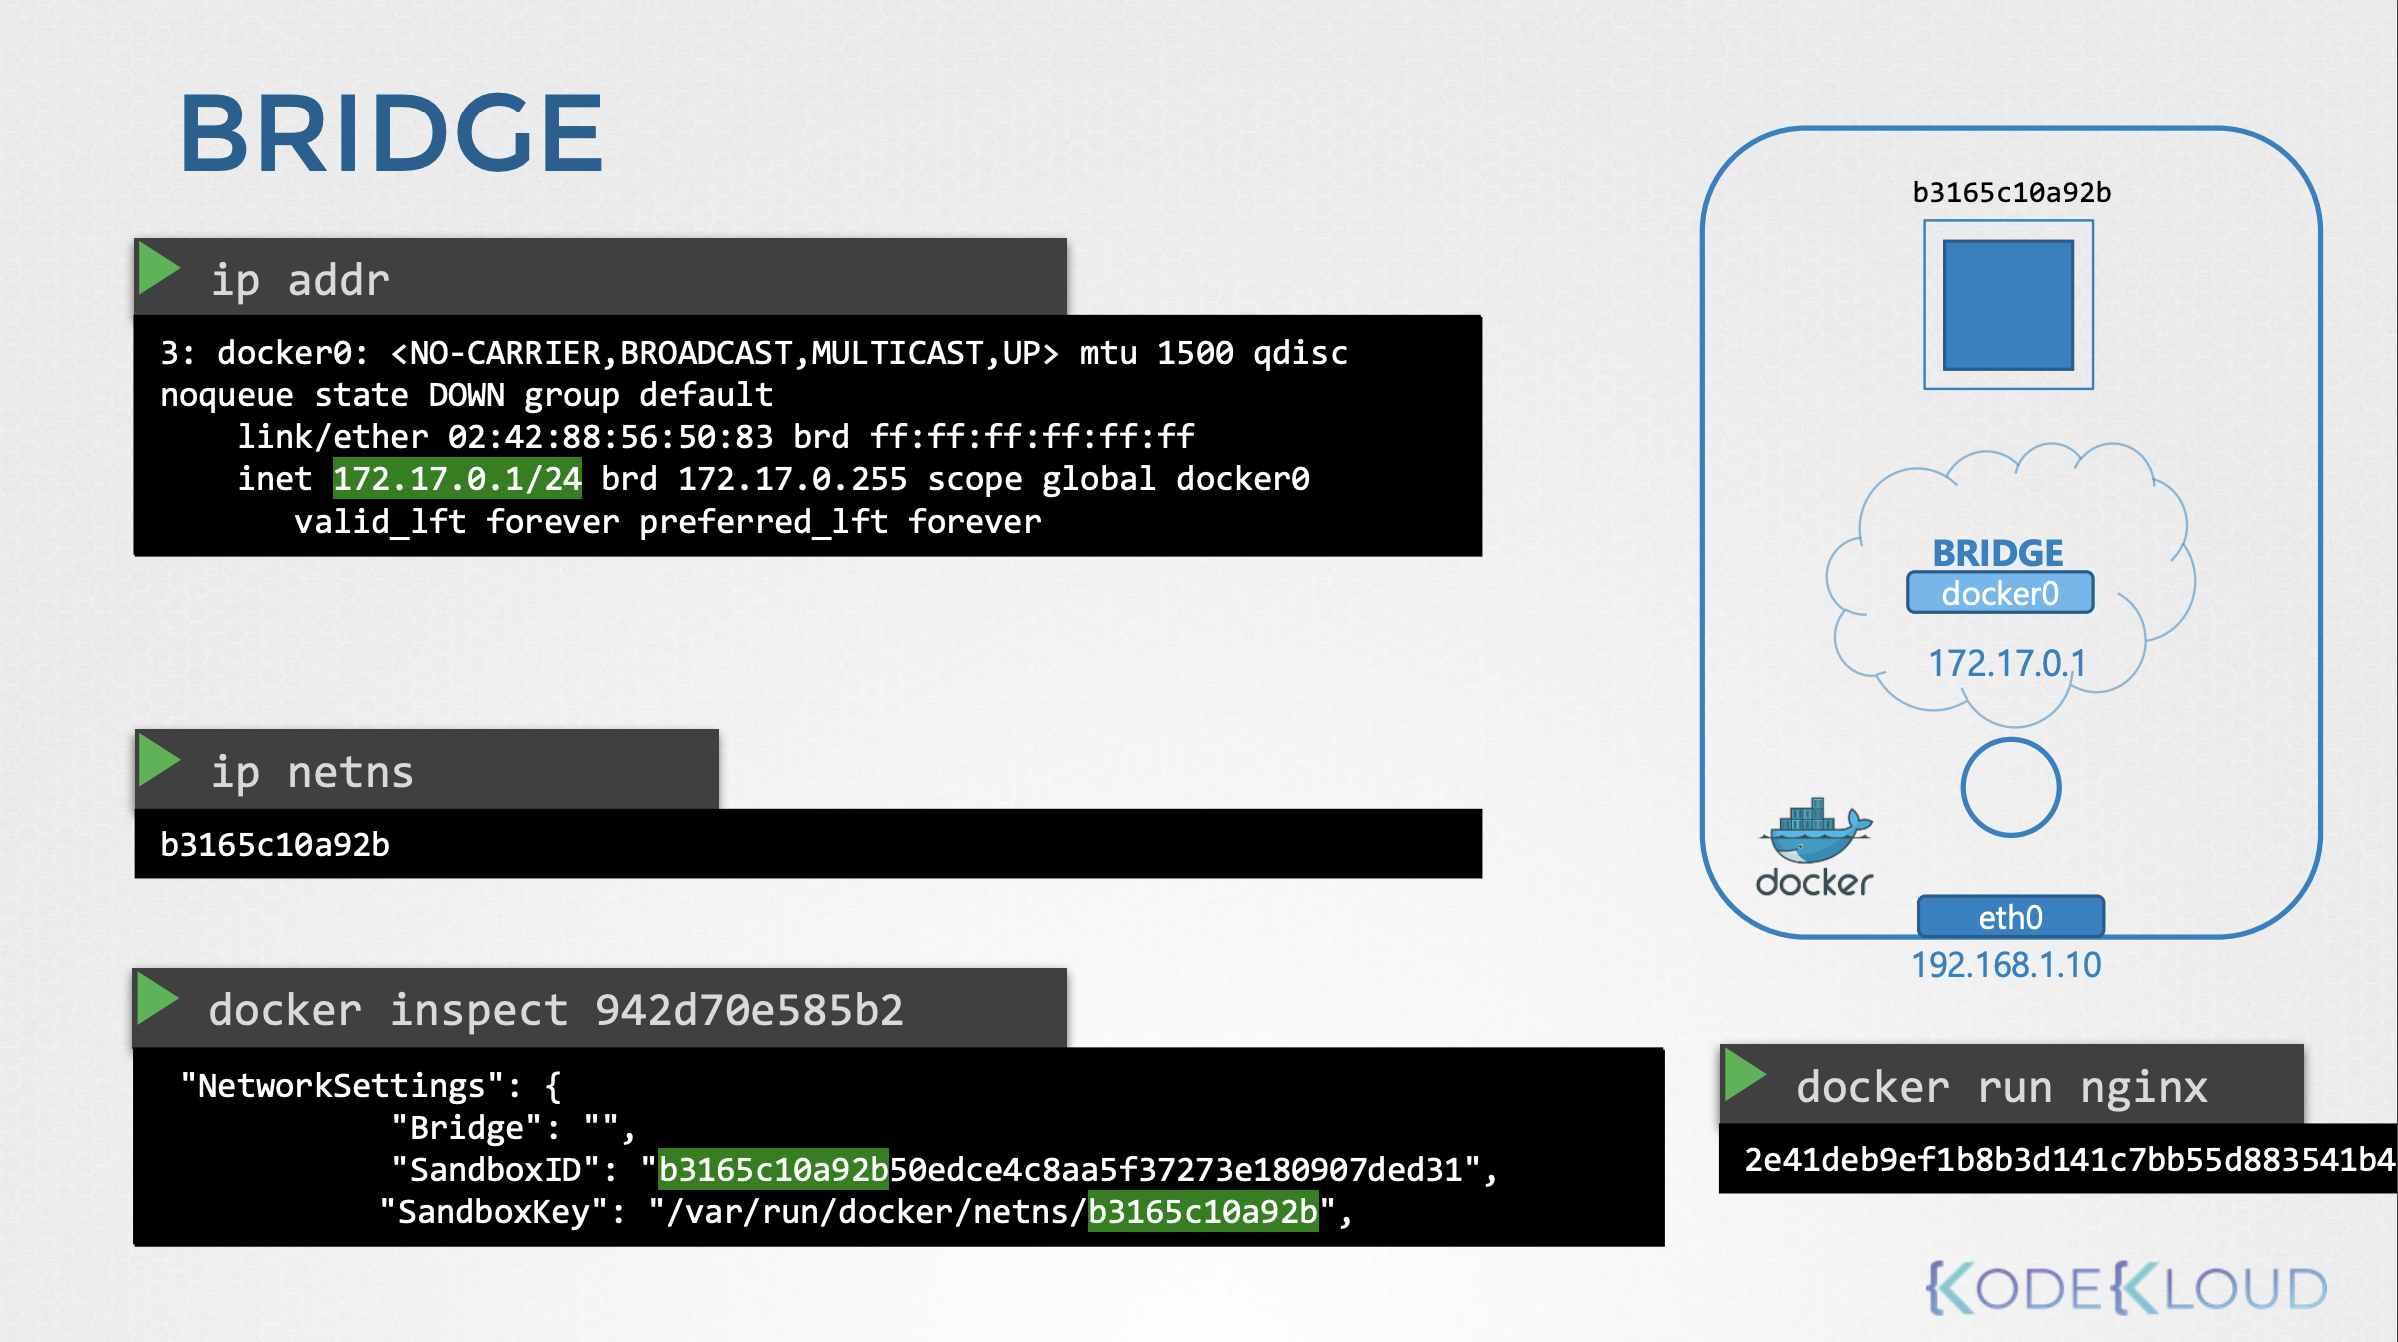 BRIDGE
ip addr
3: docker0: <NO-CARRIER,BROADCAST,MULTICAST,UP> mtu 1500 qdisc
noqueue state DOWN group default
link/ether 02:42:88:56:50:83 brd ff:ff:ff:ff:ff:ff
inet 172.17.0.1/24 brd 172.17.0.255 scope global docker0
valid_lft forever preferred_lft forever
ip netns
b3165c10a92b
docker inspect 942d70e585b2
"NetworkSettings": {
"Bridge": "",
"SandboxID": "b3165c10a92b50edce4c8aa5f37273e180907ded31",
"SandboxKey": "/var/run/docker/netns/b3165c10a92b",
b3165c10a92b
BRIDGE
docker0
172.17.0.1
docker
eth0
192.168.1.10
docker run nginx
2e41deb9ef1b8b3d141c7bb55d883541b4
KODEKLOUD